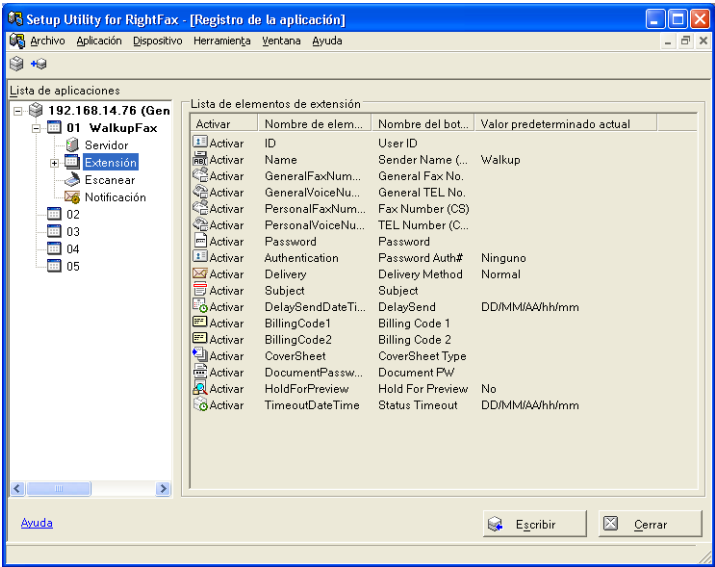 Setup Utility for RightFax - [Registro de la aplicación]
Archivo Aplicación Dispositivo Herramienta Ventana Ayuda
Lista de aplicaciones
192.168.14.76 (Gen
01 WalkupFax
Servidor
Extensión
Escanear
Notificación
02
03
04
05
Lista de elementos de extensión
Activar Nombre de elem... Nombre del bot... Valor predeterminado actual
Activar ID User ID
Activar Name Sender Name (... Walkup
Activar GeneralFaxNum... General Fax No.
Activar GeneralVoiceNu... General TEL No.
Activar PersonalFaxNum... Fax Number (CS)
Activar PersonalVoiceNu... TEL Number (C...
Activar Password Password
Activar Authentication Password Auth# Ninguno
Activar Delivery Delivery Method Normal
Activar Subject Subject
Activar DelaySendDateTi... DelaySend DD/MM/AA/hh/mm
Activar BillingCode1 Billing Code 1
Activar BillingCode2 Billing Code 2
Activar CoverSheet CoverSheet Type
Activar DocumentPassw... Document PW
Activar HoldForPreview Hold For Preview No
Activar TimeoutDateTime Status Timeout DD/MM/AA/hh/mm
Ayuda
Escribir
Cerrar